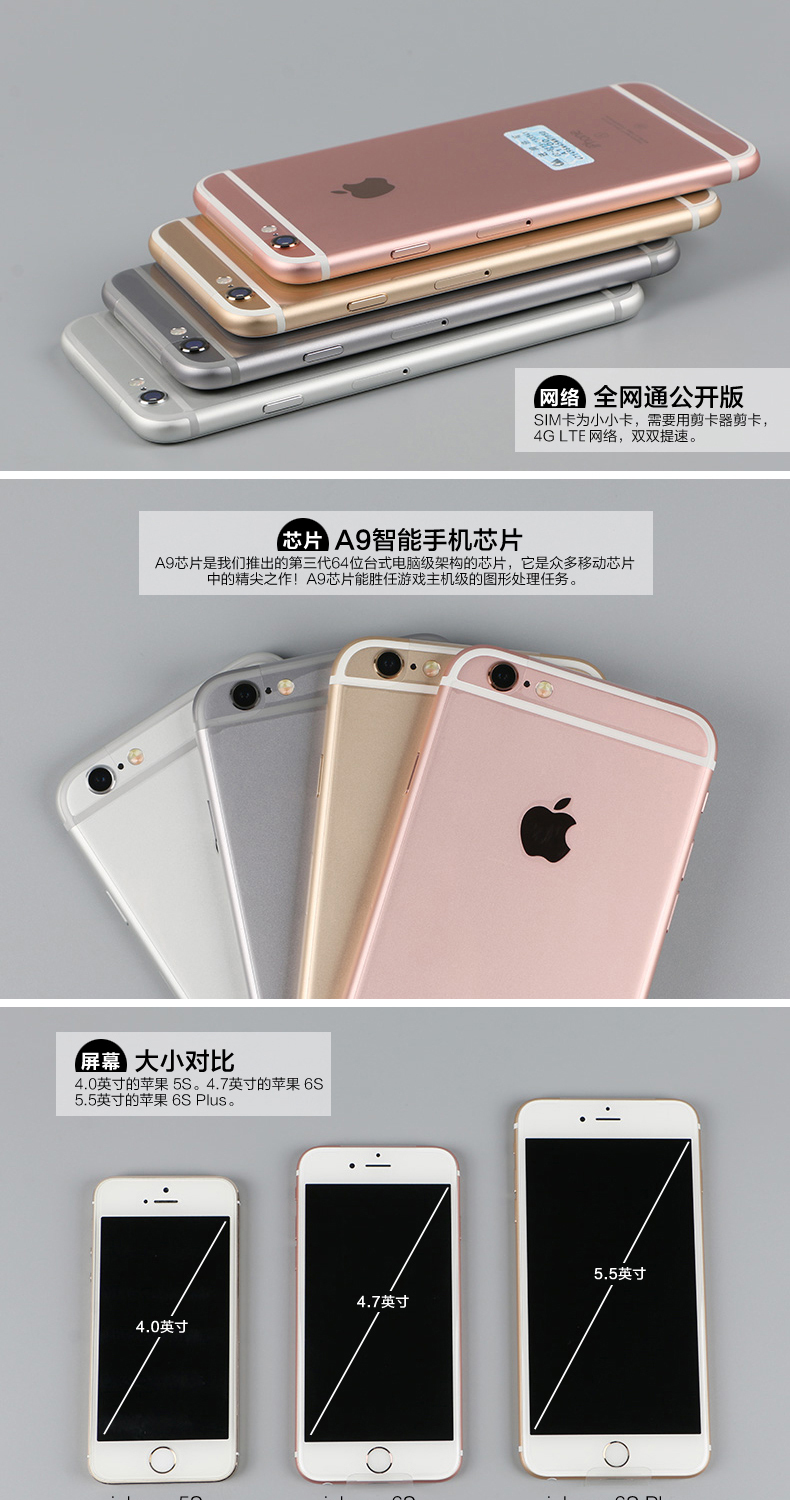 网络 全网通公开版
SIM卡为小小卡，需要用剪卡器剪卡，
4G LTE 网络，双双提速。
芯片 A9智能手机芯片
A9芯片是我们推出的第三代64位台式电脑级架构的芯片，它是众多移动芯片
中的精尖之作！A9芯片能胜任游戏主机级的图形处理任务。
屏幕 大小对比
4.0英寸的苹果 5S。4.7英寸的苹果 6S
5.5英寸的苹果 6S Plus。
5.5英寸
4.7英寸
4.0英寸